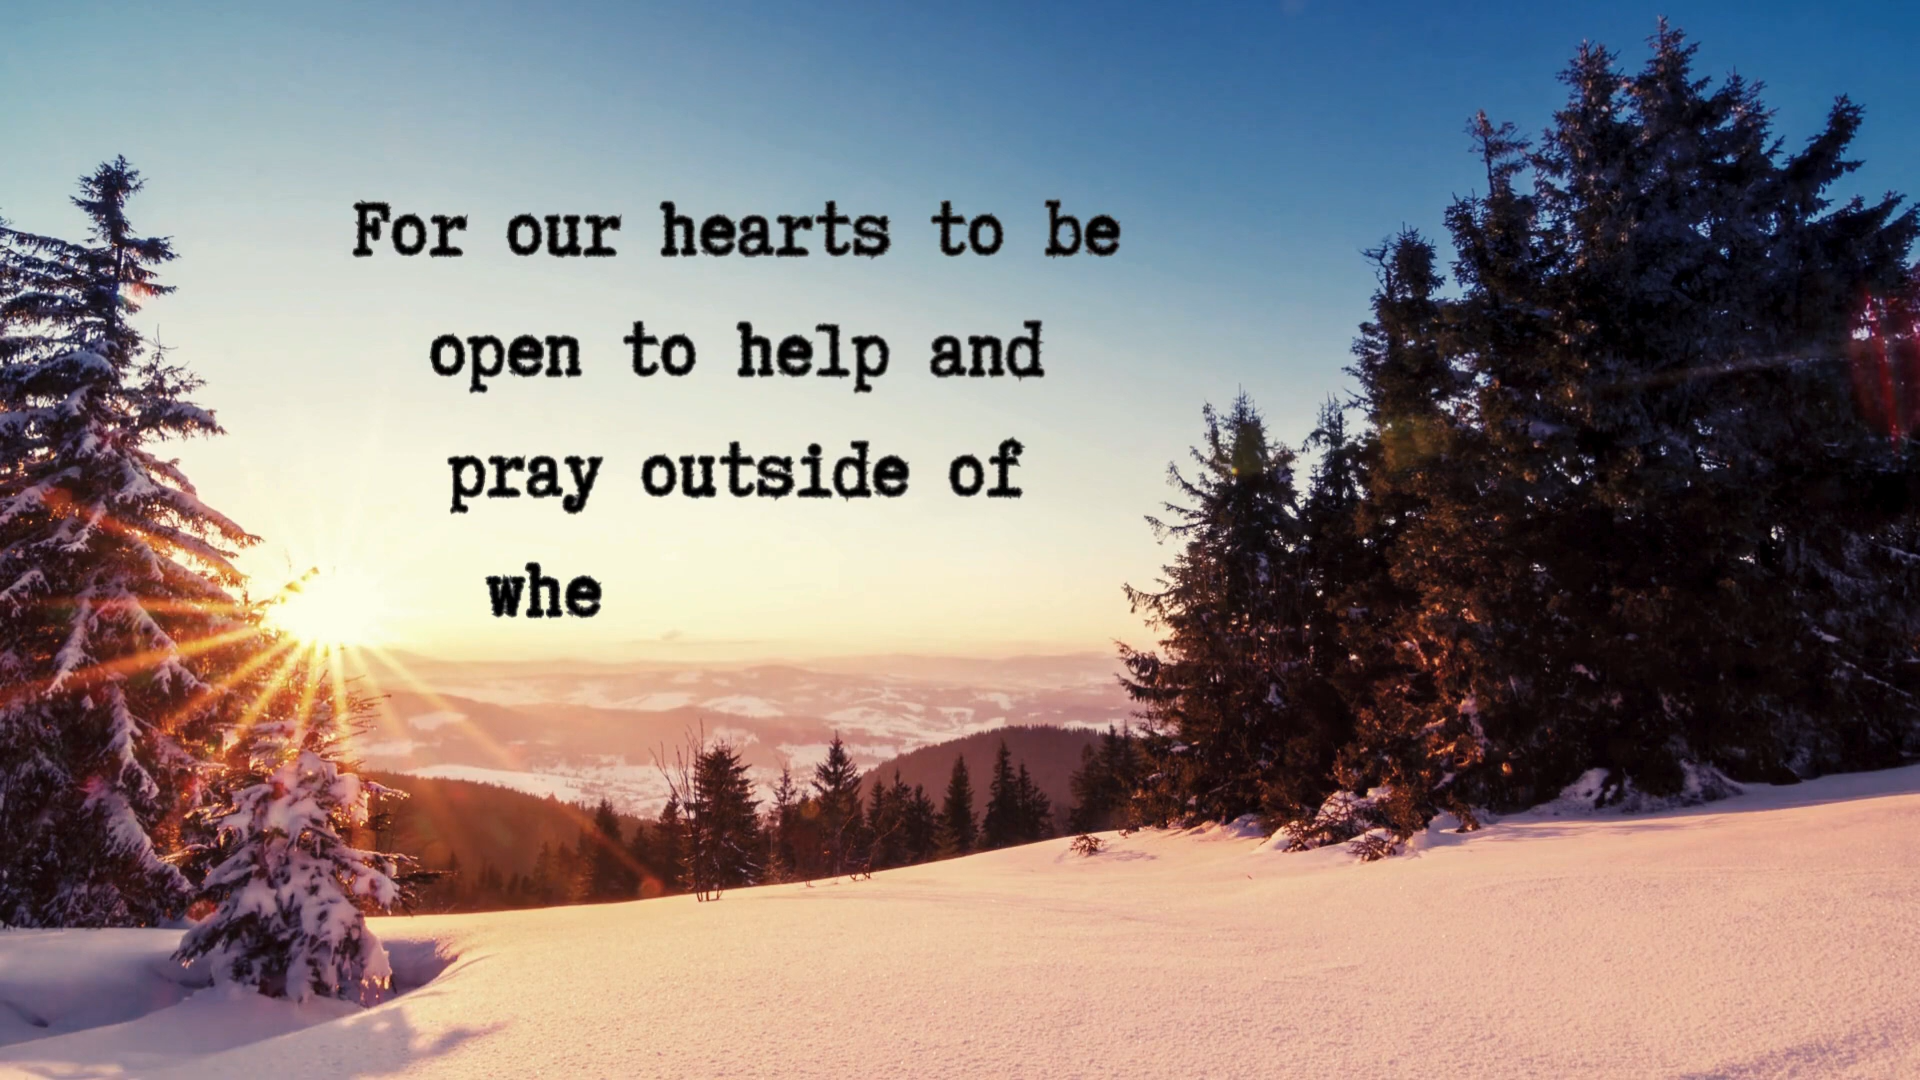 For our hearts to be
open to help and
pray outside of
whe